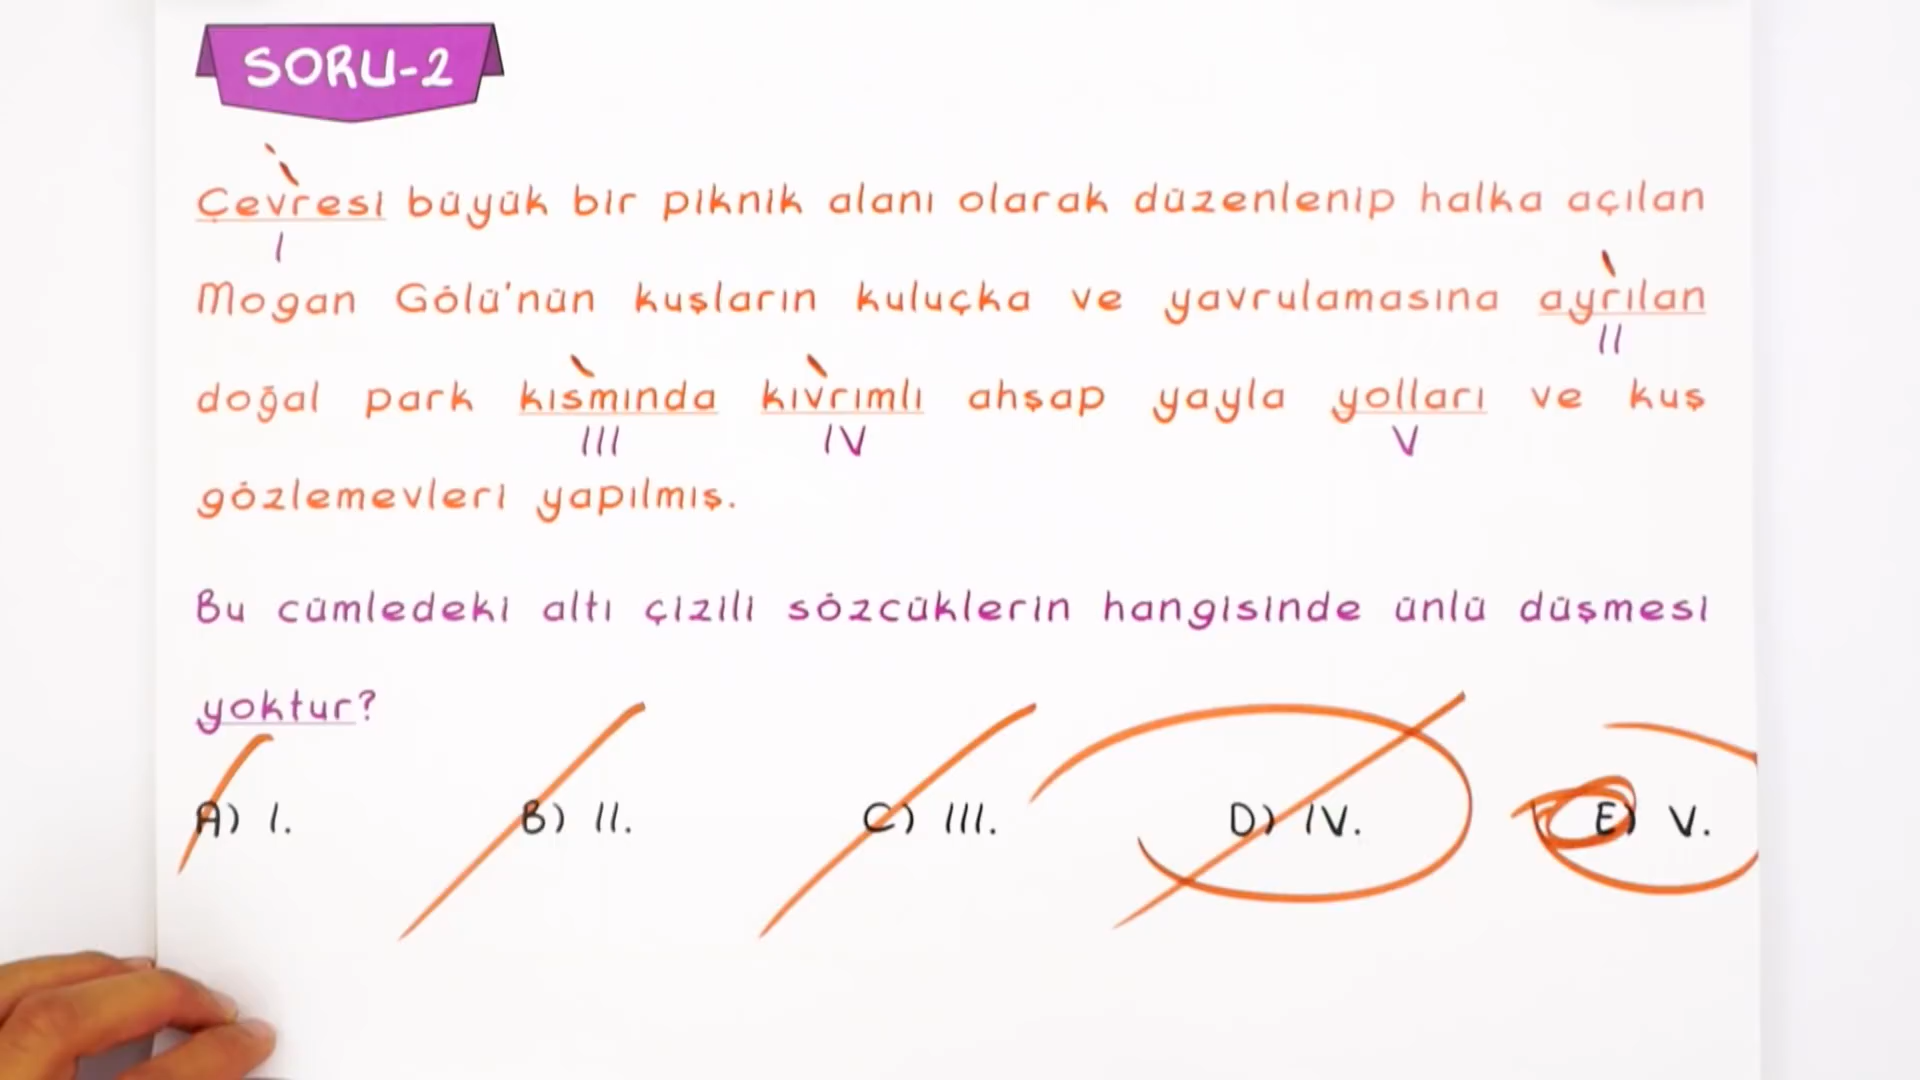 SORU-2
Çevresi büyük bir piknik alanı olarak düzenlenip halka açılan
I
Mogan Gölü'nün kuşların kuluçka ve yavrulamasına ayrılan
II
doğal park kısmında kıvrımlı ahşap yayla yolları ve kuş
III IV V
gözlemevleri yapılmış.
Bu cümledeki altı çizili sözcüklerin hangisinde ünlü düşmesi
yoktur?
A) I. B) II. C) III. D) IV. E) V.